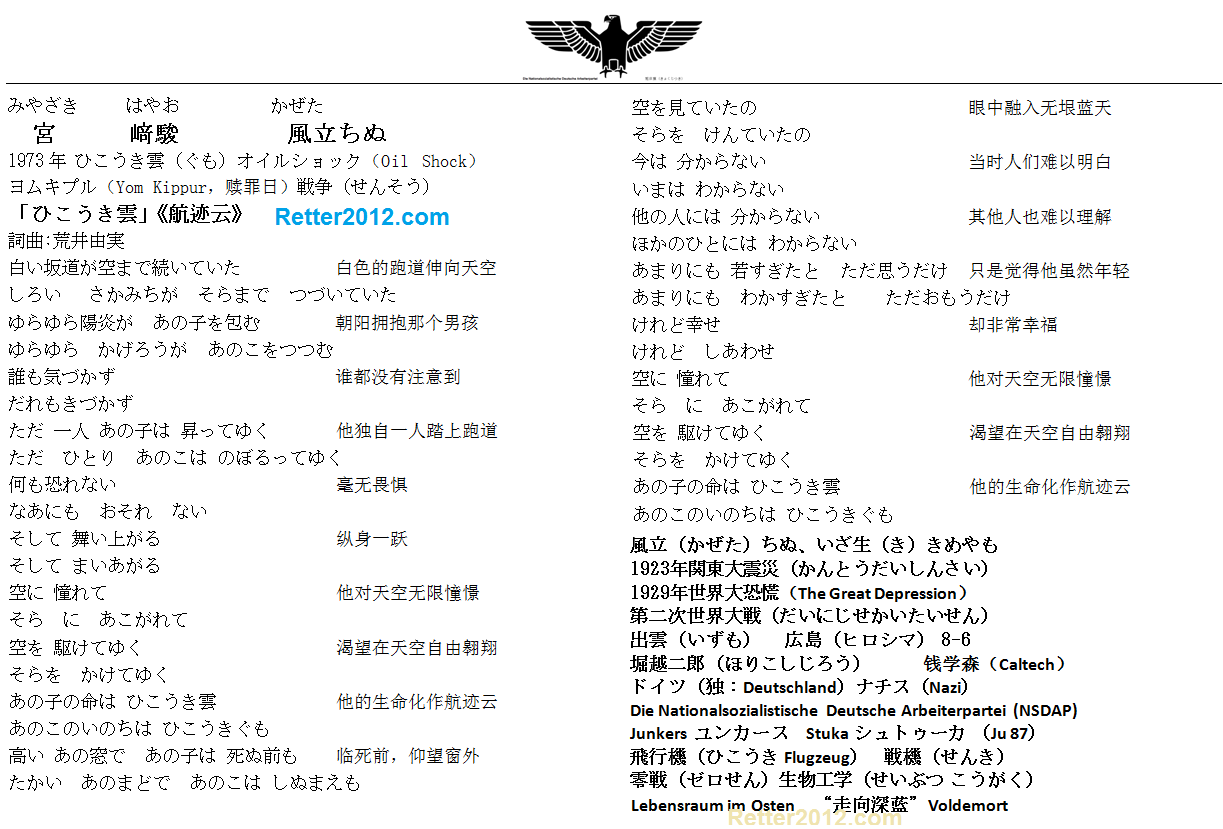 Die Nationalsozialistische Deutsche Arbeiterpartei
みやざき はやお かぜた
宮 﨑駿 風立ちぬ
1973年 ひこうき雲（ぐも）オイルショック（Oil Shock）
ヨムキプル（Yom Kippur，赎罪日）戦争（せんそう）
「ひこうき雲」《航迹云》 Retter2012.com
詞曲:荒井由実
白い坂道が空まで続いていた 白色的跑道伸向天空
しろい さかみちが そらまで つづいていた
ゆらゆら陽炎が あの子を包む 朝阳拥抱那个男孩
ゆらゆら かげろうが あのこをつつむ
誰も気づかず 谁都没有注意到
だれもきづかず
ただ 一人 あの子は 昇ってゆく 他独自一人踏上跑道
ただ ひとり あのこは のぼるってゆく
何も恐れない 毫无畏惧
なあにも おそれ ない
そして 舞い上がる 纵身一跃
そして まいあがる
空に 憧れて 他对天空无限憧憬
そら に あこがれて
空を 駆けてゆく 渴望在天空自由翱翔
そらを かけてゆく
あの子の命は ひこうき雲 他的生命化作航迹云
あのこのいのちは ひこうきぐも
高い あの窓で あの子は 死ぬ前も 临死前，仰望窗外
たかい あのまどで あのこは しぬまえも
空を見ていたの 眼中融入无垠蓝天
そらを けんていたの
今は 分からない 当时人们难以明白
いまは わからない
他の人には 分からない 其他人也难以理解
ほかのひとには わからない
あまりにも 若すぎたと ただ思うだけ 只是觉得他虽然年轻
あまりにも わかすぎたと ただおもうだけ
けれど幸せ 却非常幸福
けれど しあわせ
空に 憧れて 他对天空无限憧憬
そら に あこがれて
空を 駆けてゆく 渴望在天空自由翱翔
そらを かけてゆく
あの子の命は ひこうき雲 他的生命化作航迹云
あのこのいのちは ひこうきぐも
風立（かぜた）ちぬ、いざ生（き）きめやも
1923年関東大震災（かんとうだいしんさい）
1929年世界大恐慌（The Great Depression）
第二次世界大戦（だいにじせかいたいせん）
出雲（いずも） 広島（ヒロシマ） 8-6
堀越二郎（ほりこしじろう） 钱学森（Caltech）
ドイツ（独：Deutschland）ナチス（Nazi）
Die Nationalsozialistische Deutsche Arbeiterpartei (NSDAP)
Junkers ユンカース Stuka シュトゥーカ （Ju 87）
飛行機（ひこうき Flugzeug） 戦機（せんき）
零戦（ゼロせん）生物工学（せいぶつ こうがく）
Lebensraum im Osten “走向深蓝” Voldemort
Retter2012.com